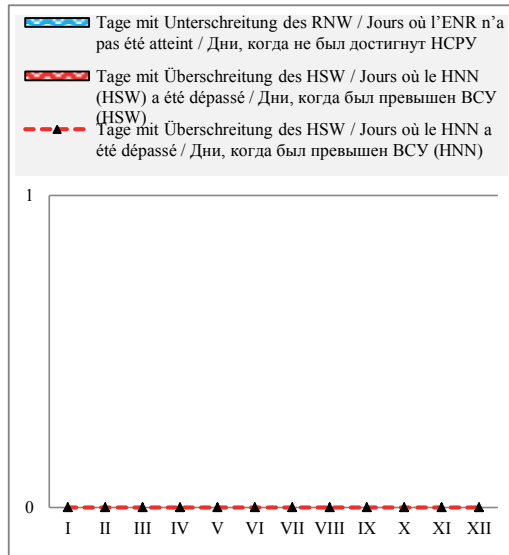 Tage mit Unterschreitung des RNW / Jours où l’ENR n’a
pas été atteint / Дни, когда не был достигнут НСРУ
Tage mit Überschreitung des HSW / Jours où le HNN
(HSW) a été dépassé / Дни, когда был превышен ВСУ
(HSW)
Tage mit Überschreitung des HSW / Jours où le HNN a
été dépassé / Дни, когда был превышен ВСУ (HNN)
1
0
I II III IV V VI VII VIII IX X XI XII